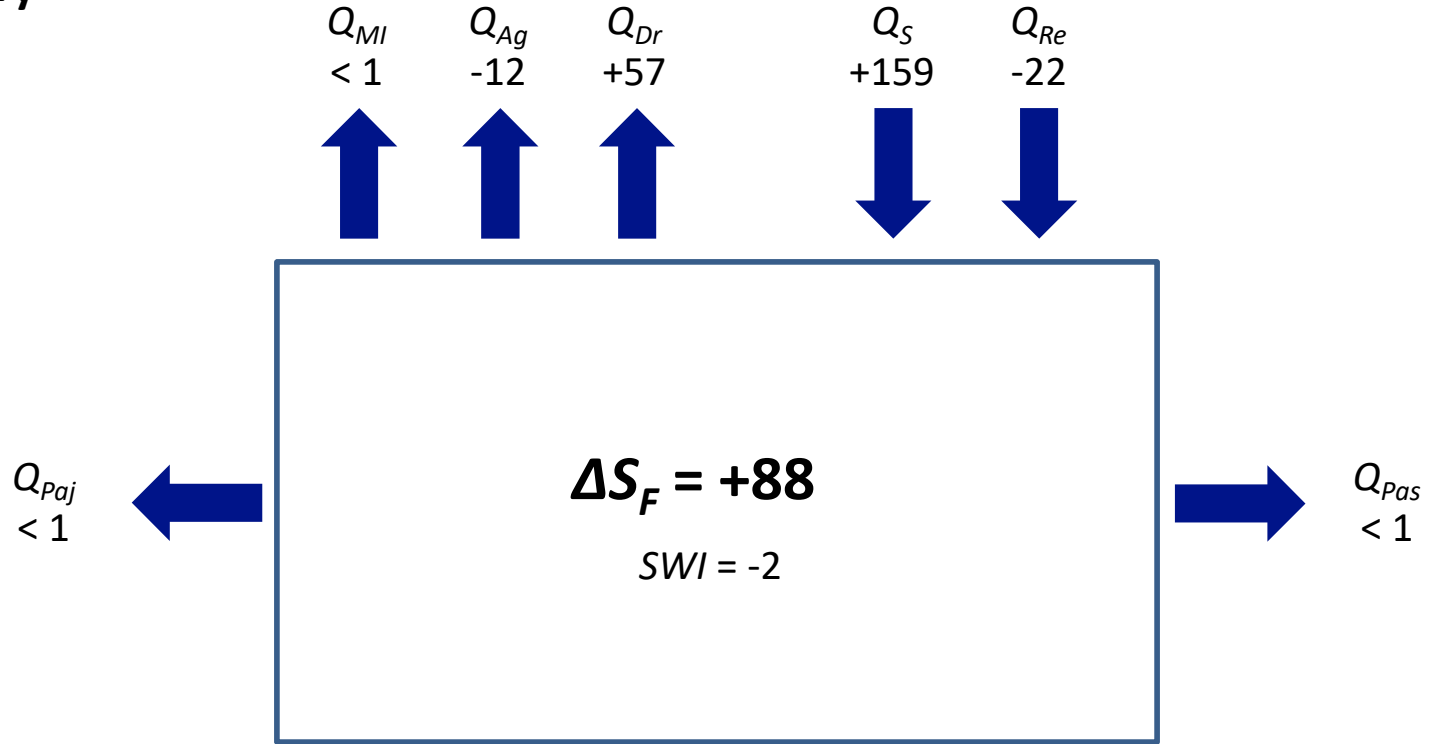 Q_MI
< 1
Q_Ag
-12
Q_Dr
+57
Q_S
+159
Q_Re
-22
Q_Paj
< 1
ΔS_F = +88
SWI = -2
Q_Pas
< 1